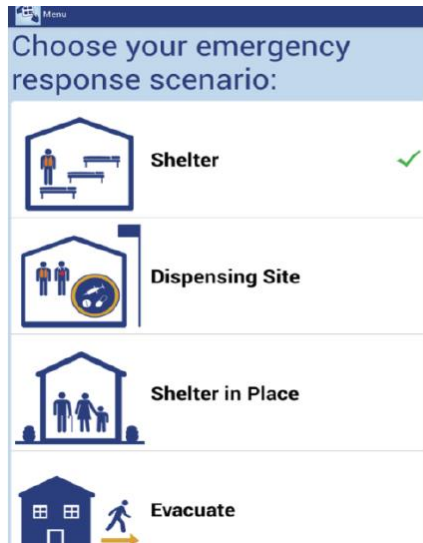 Menu
Choose your emergency
response scenario:
Shelter
Dispensing Site
Shelter in Place
Evacuate